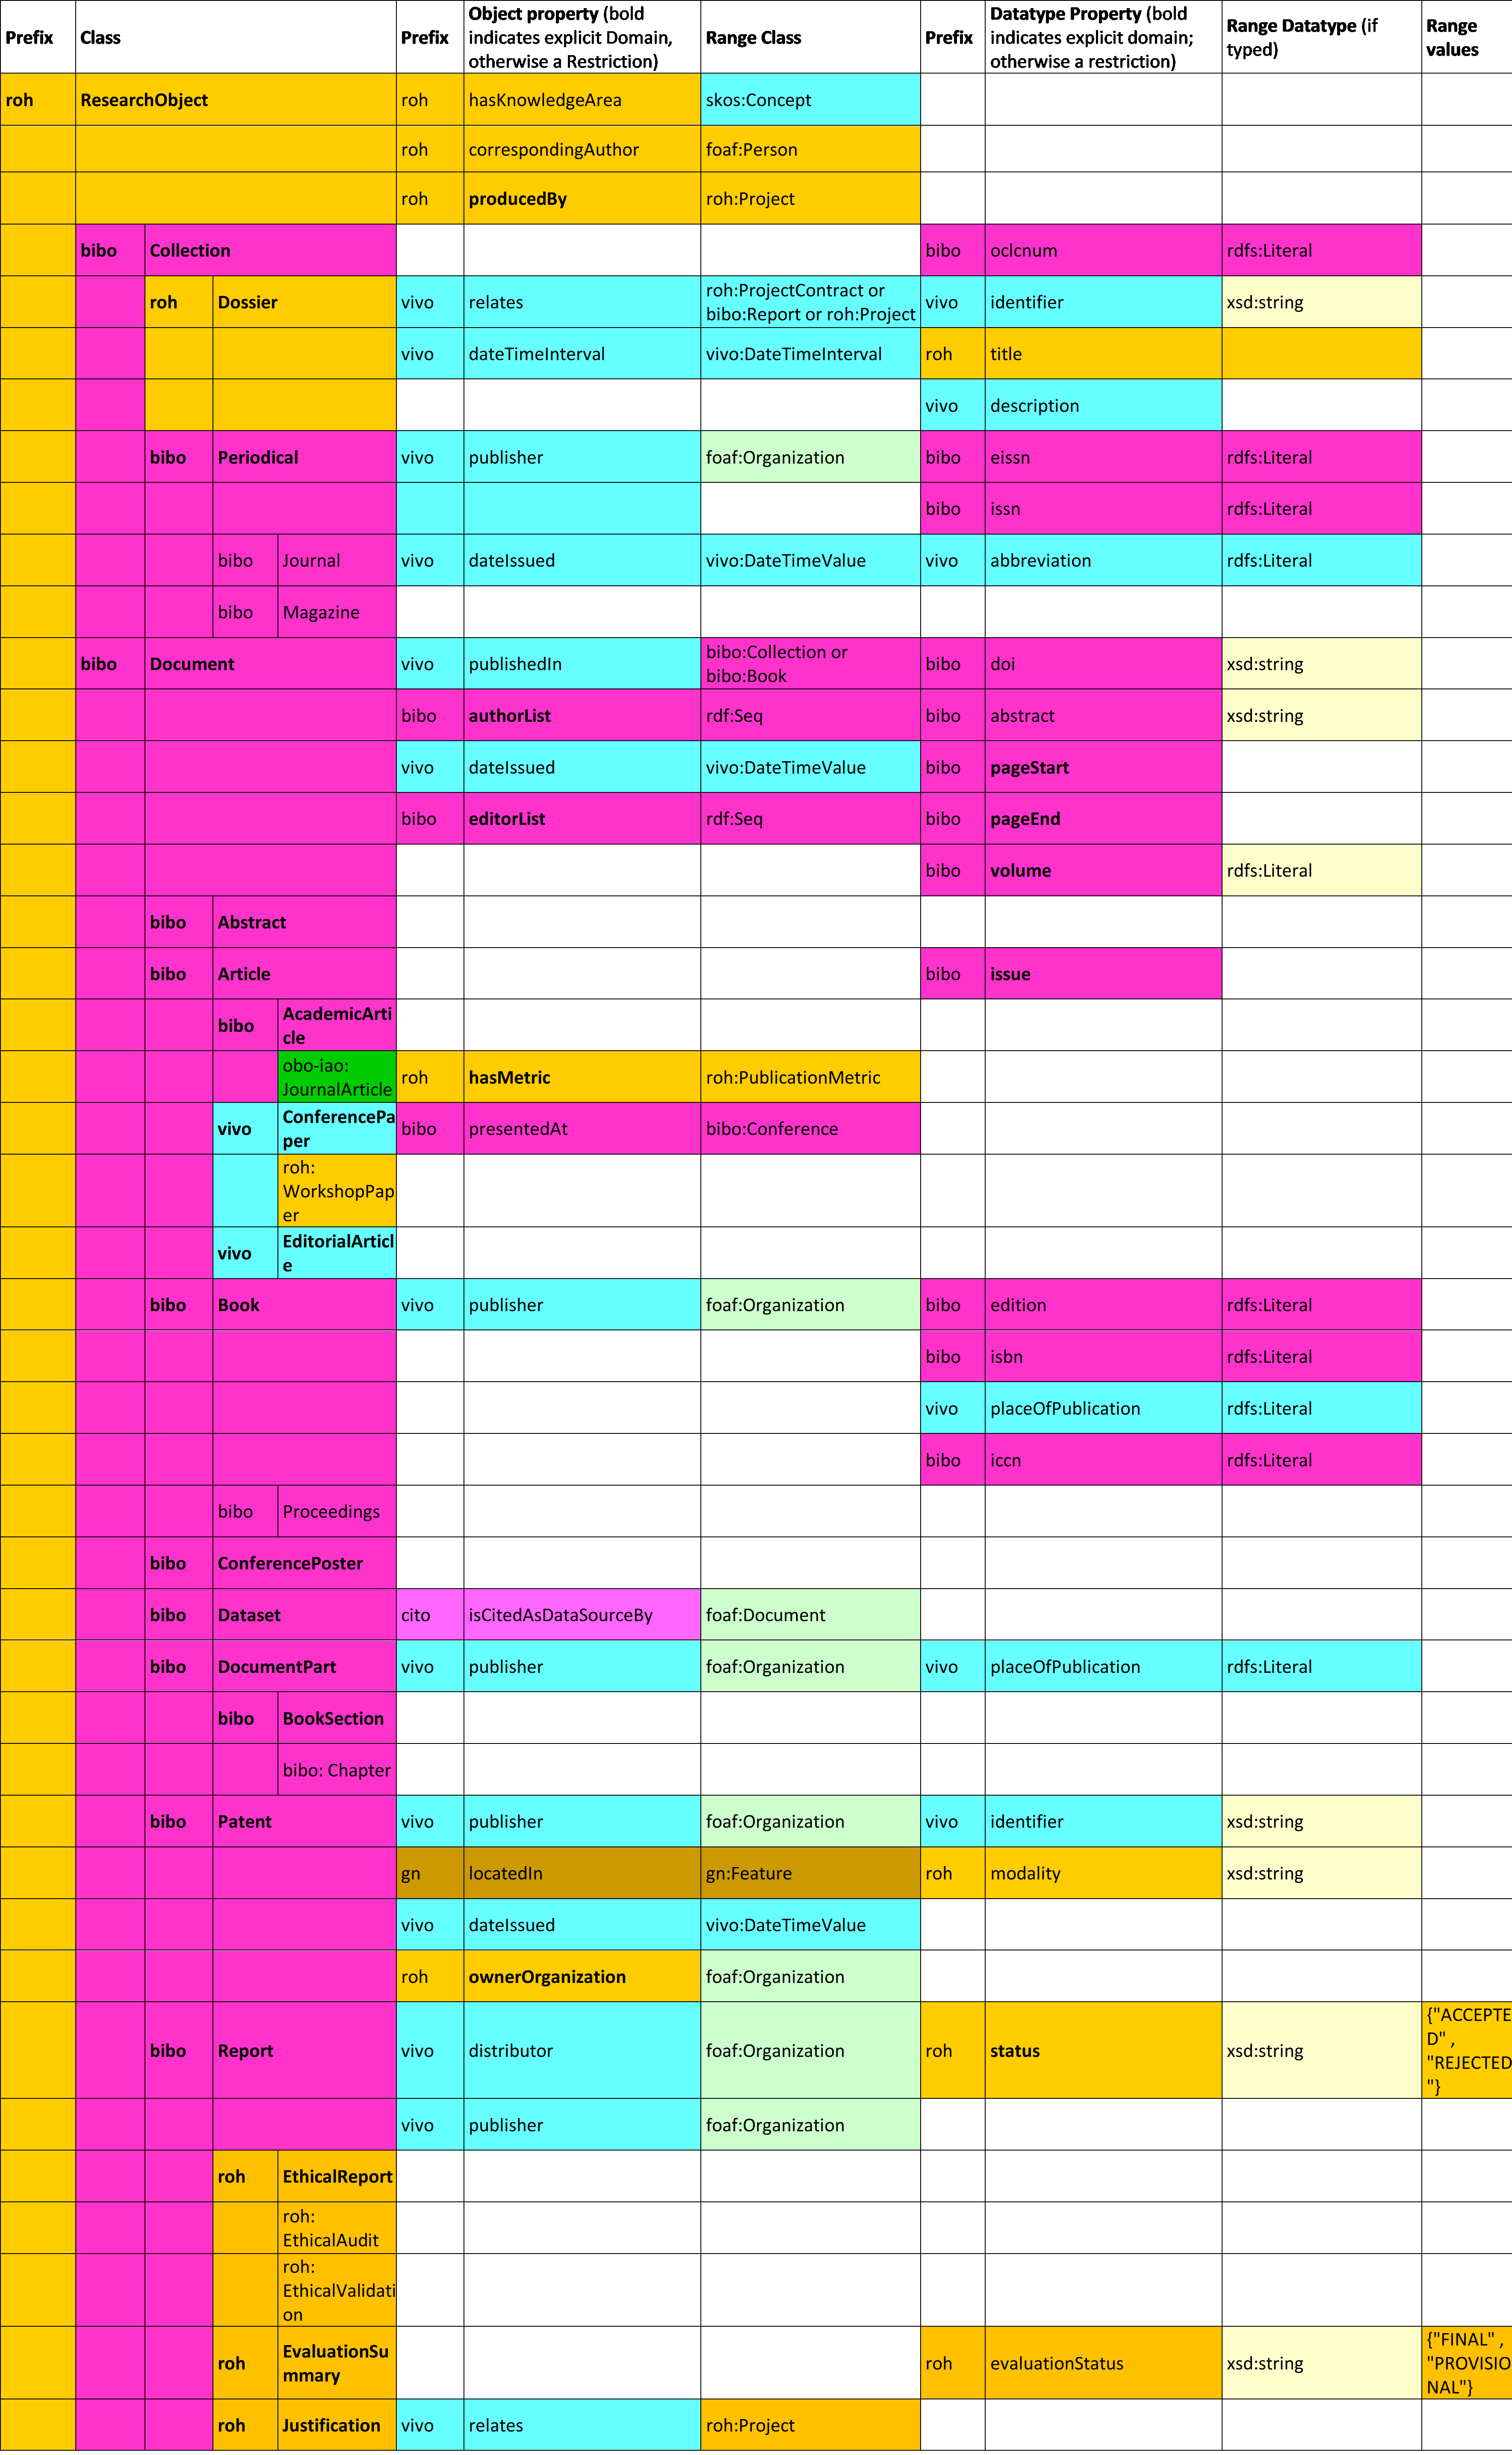 Prefix Class Prefix Object property (bold indicates explicit Domain, otherwise a Restriction) Range Class Prefix Datatype Property (bold indicates explicit domain; otherwise a restriction) Range Datatype (if typed) Range values
roh ResearchObject roh hasKnowledgeArea skos:Concept
roh correspondingAuthor foaf:Person
roh producedBy roh:Project
bibo Collection bibo oclcnum rdfs:Literal
roh Dossier vivo relates roh:ProjectContract or bibo:Report or roh:Project vivo identifier xsd:string
vivo dateTimeInterval vivo:DateTimeInterval roh title
vivo description
bibo Periodical vivo publisher foaf:Organization bibo eissn rdfs:Literal
bibo issn rdfs:Literal
bibo Journal vivo dateIssued vivo:DateTimeValue vivo abbreviation rdfs:Literal
bibo Magazine
bibo Document vivo publishedIn bibo:Collection or bibo:Book bibo doi xsd:string
bibo authorList rdf:Seq bibo abstract xsd:string
vivo dateIssued vivo:DateTimeValue bibo pageStart
bibo editorList rdf:Seq bibo pageEnd
bibo volume rdfs:Literal
bibo Abstract
bibo Article bibo issue
bibo AcademicArticle
obo-iao: JournalArticle roh hasMetric roh:PublicationMetric
vivo ConferencePaper bibo presentedAt bibo:Conference
roh: WorkshopPaper
vivo EditorialArticle
bibo Book vivo publisher foaf:Organization bibo edition rdfs:Literal
bibo isbn rdfs:Literal
vivo placeOfPublication rdfs:Literal
bibo iccn rdfs:Literal
bibo Proceedings
bibo ConferencePoster
bibo Dataset cito isCitedAsDataSourceBy foaf:Document
bibo DocumentPart vivo publisher foaf:Organization vivo placeOfPublication rdfs:Literal
bibo BookSection
bibo: Chapter
bibo Patent vivo publisher foaf:Organization vivo identifier xsd:string
gn locatedIn gn:Feature roh modality xsd:string
vivo dateIssued vivo:DateTimeValue
roh ownerOrganization foaf:Organization
bibo Report vivo distributor foaf:Organization roh status xsd:string {"ACCEPTED" , "REJECTED"}
vivo publisher foaf:Organization
roh EthicalReport
roh: EthicalAudit
roh: EthicalValidation
roh EvaluationSummary roh evaluationStatus xsd:string {"FINAL" , "PROVISIONAL"}
roh Justification vivo relates roh:Project